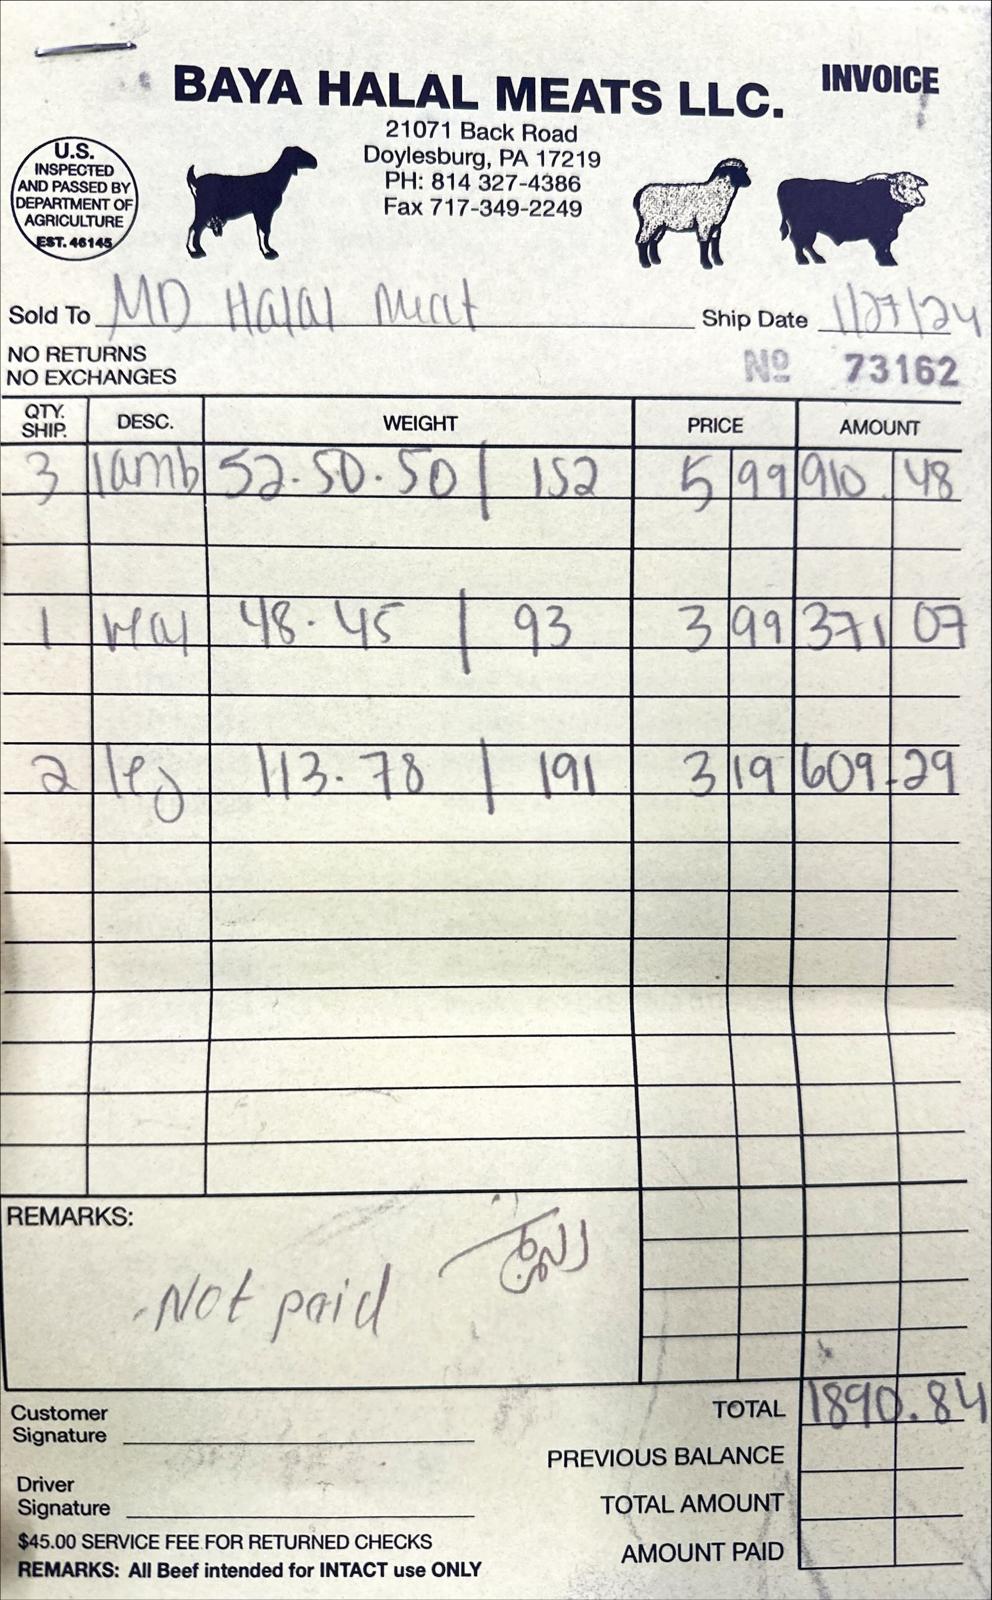 INVOICE
BAYA HALAL MEATS LLC.
21071 Back Road
Doylesburg, PA 17219
PH: 814 327-4386
Fax 717-349-2249
U.S.
INSPECTED
AND PASSED BY
DEPARTMENT OF
AGRICULTURE
EST. 46145
Sold To MD Halal Meat Ship Date 1/27/24
NO RETURNS
NO EXCHANGES
Nº 73162
QTY. SHIP. DESC. WEIGHT PRICE AMOUNT
3 lamb 52.50.50 | 152 5 99 910.48
1 veal 48.45 | 93 3 99 371 07
2 leg 113.78 | 191 3 19 609.29
REMARKS:
Not paid
TOTAL 1890.84
Customer
Signature
PREVIOUS BALANCE
Driver
Signature
TOTAL AMOUNT
AMOUNT PAID
$45.00 SERVICE FEE FOR RETURNED CHECKS
REMARKS: All Beef intended for INTACT use ONLY